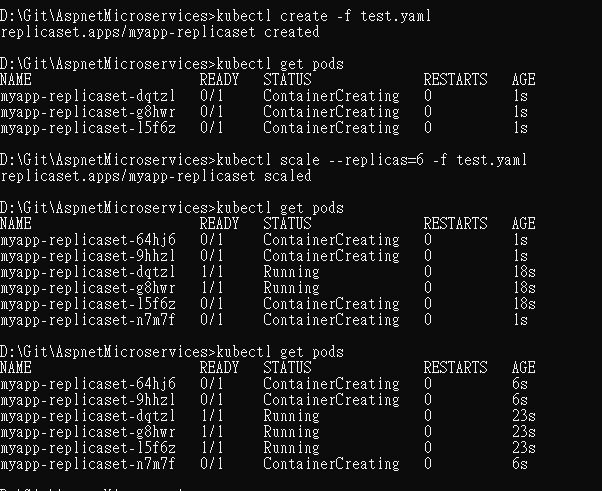 D:\Git\AspnetMicroservices>kubectl create -f test.yaml
replicaset.apps/myapp-replicaset created
D:\Git\AspnetMicroservices>kubectl get pods
NAME                     READY   STATUS              RESTARTS   AGE
myapp-replicaset-dqtzl   0/1     ContainerCreating   0          1s
myapp-replicaset-g8hwr   0/1     ContainerCreating   0          1s
myapp-replicaset-l5f6z   0/1     ContainerCreating   0          1s
D:\Git\AspnetMicroservices>kubectl scale --replicas=6 -f test.yaml
replicaset.apps/myapp-replicaset scaled
D:\Git\AspnetMicroservices>kubectl get pods
NAME                     READY   STATUS              RESTARTS   AGE
myapp-replicaset-64hj6   0/1     ContainerCreating   0          1s
myapp-replicaset-9hhzl   0/1     ContainerCreating   0          1s
myapp-replicaset-dqtzl   1/1     Running             0          18s
myapp-replicaset-g8hwr   1/1     Running             0          18s
myapp-replicaset-l5f6z   0/1     ContainerCreating   0          18s
myapp-replicaset-n7m7f   0/1     ContainerCreating   0          1s
D:\Git\AspnetMicroservices>kubectl get pods
NAME                     READY   STATUS              RESTARTS   AGE
myapp-replicaset-64hj6   0/1     ContainerCreating   0          6s
myapp-replicaset-9hhzl   0/1     ContainerCreating   0          6s
myapp-replicaset-dqtzl   1/1     Running             0          23s
myapp-replicaset-g8hwr   1/1     Running             0          23s
myapp-replicaset-l5f6z   1/1     Running             0          23s
myapp-replicaset-n7m7f   0/1     ContainerCreating   0          6s